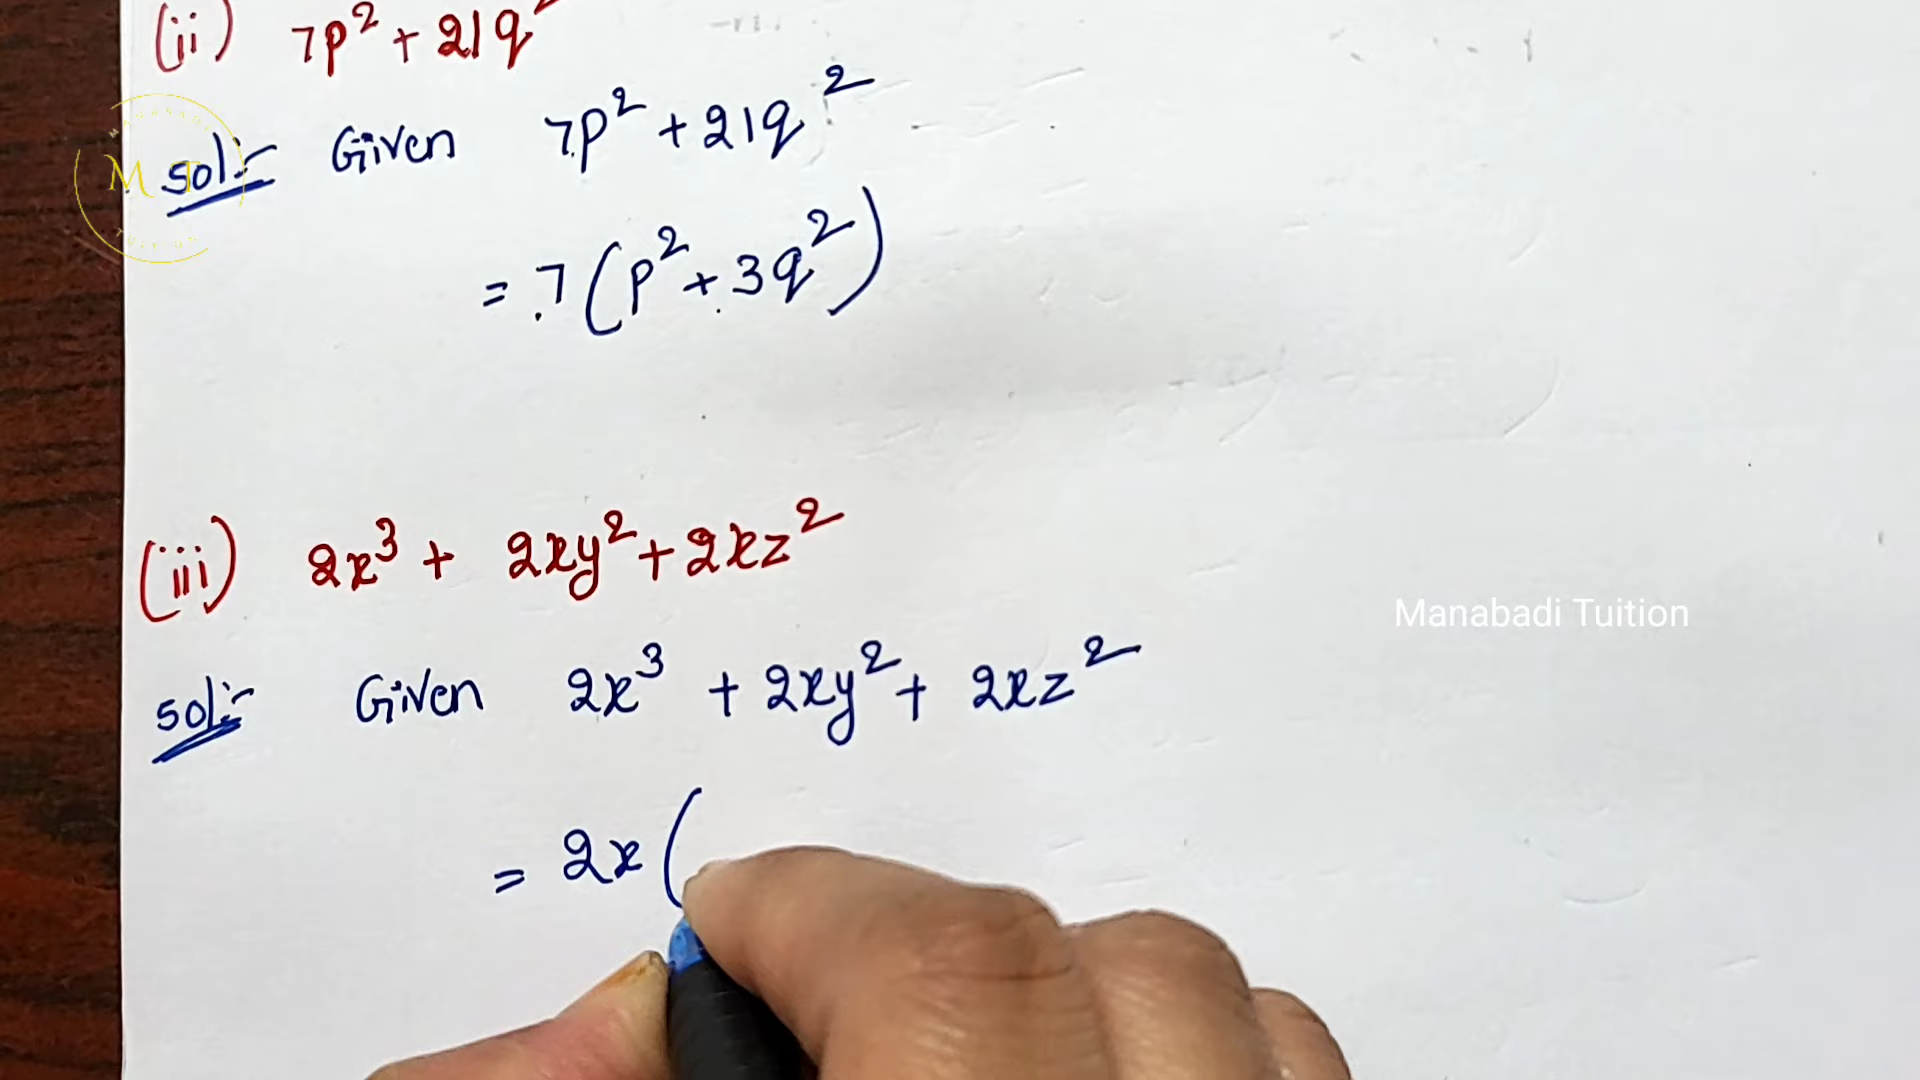 (ii) 7p² + 21q²
Sol:- Given 7p² + 21q²
= 7(p² + 3q²)
(iii) 2x³ + 2xy² + 2xz²
Manabadi Tuition
Sol:- Given 2x³ + 2xy² + 2xz²
= 2x(
M T